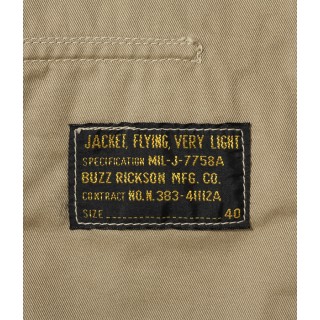 JACKET, FLYING, VERY LIGHT
SPECIFICATION MIL-J-7758A
BUZZ RICKSON MFG. CO.
CONTRACT NO.N.383-41112A
SIZE 40